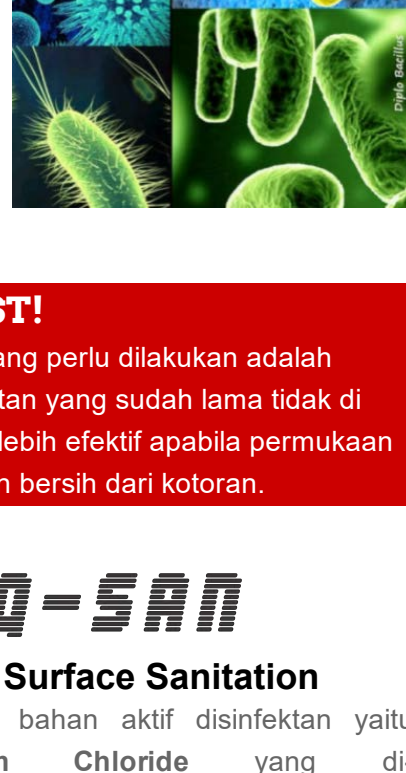 Diplo Bacillus
ST!
ang perlu dilakukan adalah
tan yang sudah lama tidak di
lebih efektif apabila permukaan
n bersih dari kotoran.
Q-SAN
Surface Sanitation
bahan aktif disinfektan yaitu
m Chloride yang di-